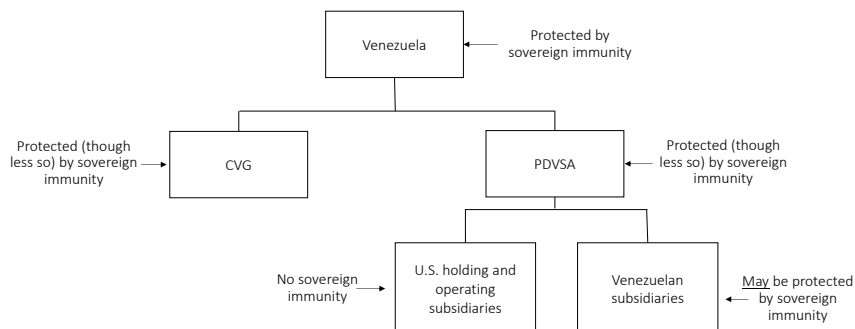 Venezuela
Protected by
sovereign immunity
Protected (though
less so) by sovereign
immunity
CVG
PDVSA
Protected (though
less so) by sovereign
immunity
No sovereign
immunity
U.S. holding and
operating
subsidiaries
Venezuelan
subsidiaries
May be protected
by sovereign
immunity